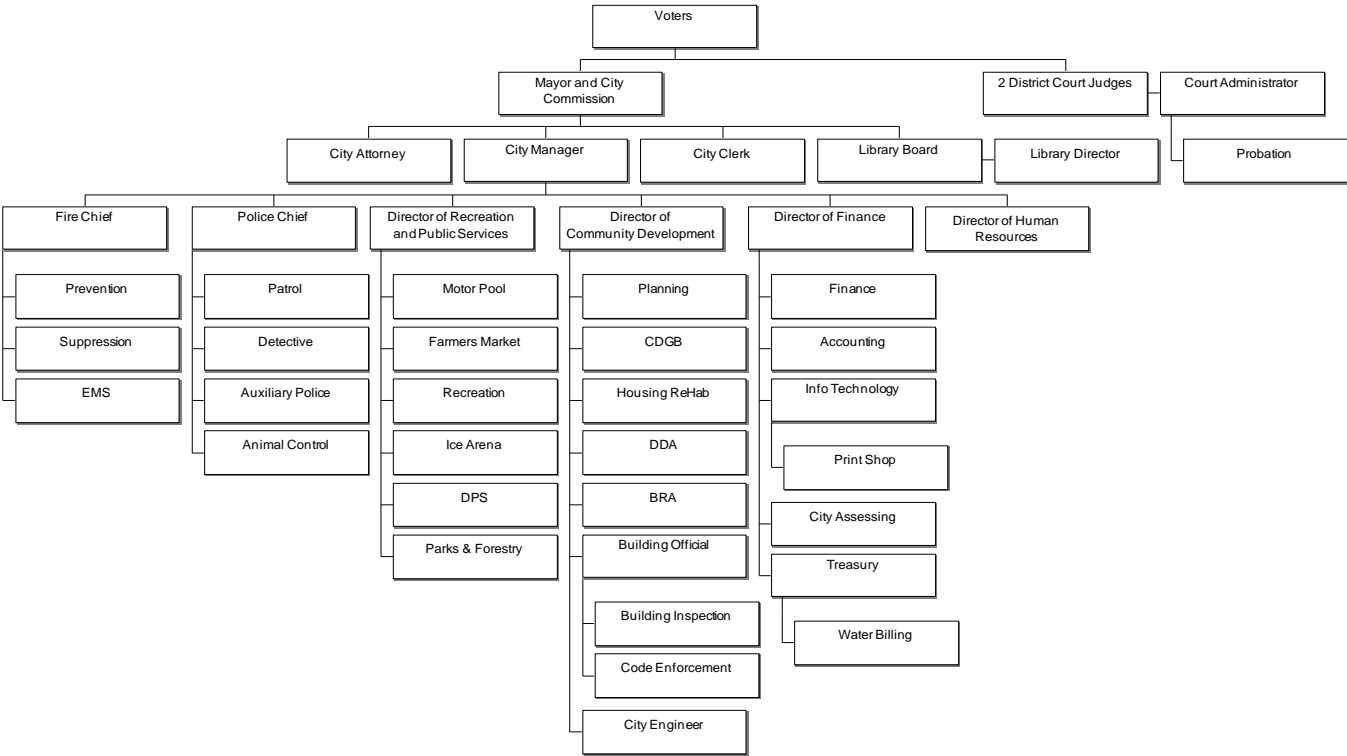 Voters
Mayor and City
Commission
2 District Court Judges
Court Administrator
City Attorney
City Manager
City Clerk
Library Board
Library Director
Probation
Fire Chief
Police Chief
Director of Recreation
and Public Services
Director of
Community Development
Director of Finance
Director of Human
Resources
Prevention
Suppression
EMS
Patrol
Detective
Auxiliary Police
Animal Control
Motor Pool
Farmers Market
Recreation
Ice Arena
DPS
Parks & Forestry
Planning
CDGB
Housing ReHab
DDA
BRA
Building Official
Building Inspection
Code Enforcement
City Engineer
Finance
Accounting
Info Technology
Print Shop
City Assessing
Treasury
Water Billing